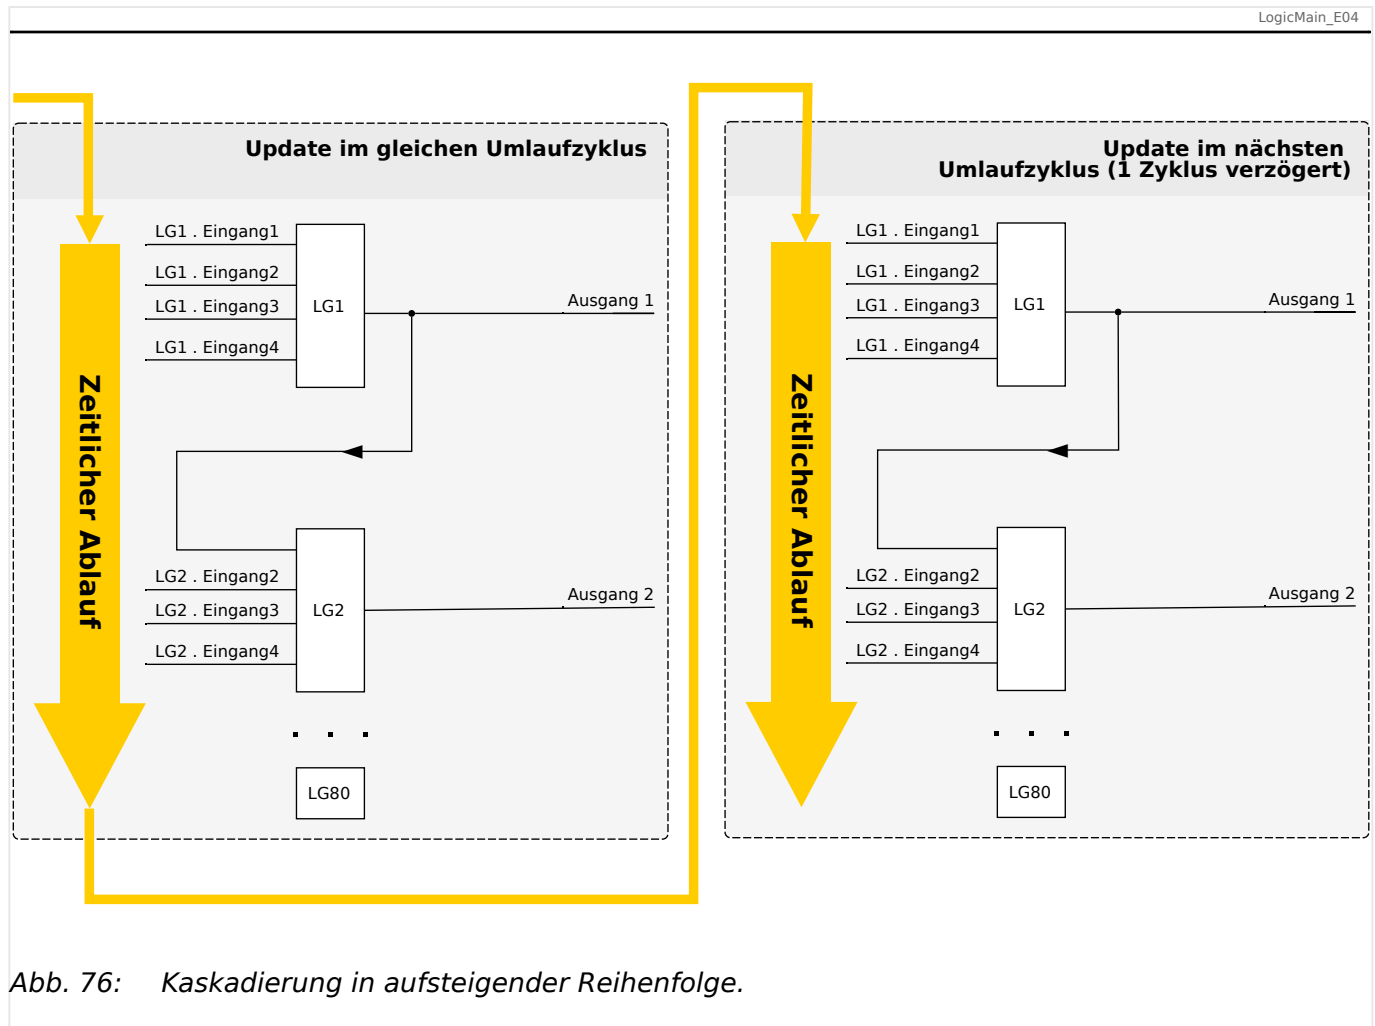 LogicMain_E04
Update im gleichen Umlaufzyklus
LG1 . Eingang1
LG1 . Eingang2
LG1 . Eingang3
LG1 . Eingang4
LG1
Ausgang 1
Zeitlicher Ablauf
LG2 . Eingang2
LG2 . Eingang3
LG2 . Eingang4
LG2
Ausgang 2
. . .
LG80
Update im nächsten
Umlaufzyklus (1 Zyklus verzögert)
LG1 . Eingang1
LG1 . Eingang2
LG1 . Eingang3
LG1 . Eingang4
LG1
Ausgang 1
Zeitlicher Ablauf
LG2 . Eingang2
LG2 . Eingang3
LG2 . Eingang4
LG2
Ausgang 2
. . .
LG80
Abb. 76: Kaskadierung in aufsteigender Reihenfolge.